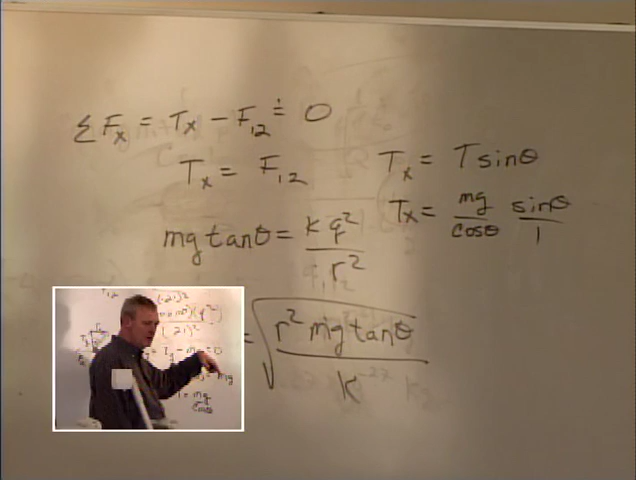 ΣFx = Tx - F12 ≟ 0
Tx = F12
Tx = T sinθ
Tx = mg/cosθ sinθ/1
mg tanθ = kq²/r²
= √(r² mg tanθ / k)